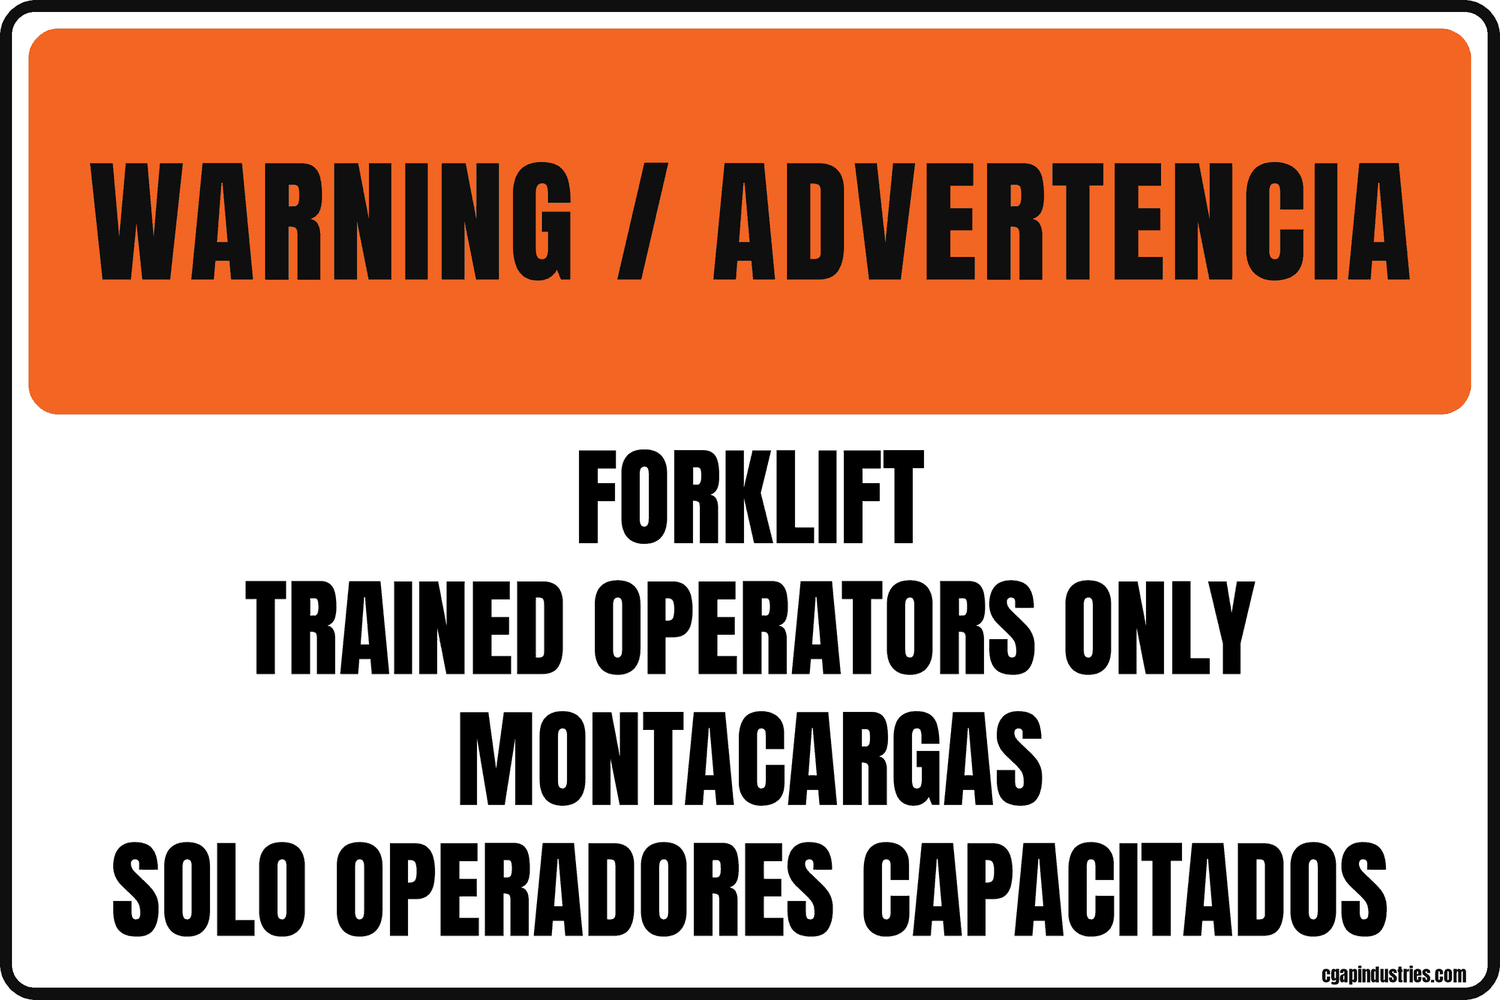 WARNING / ADVERTENCIA
FORKLIFT
TRAINED OPERATORS ONLY
MONTACARGAS
SOLO OPERADORES CAPACITADOS
cgapindustries.com